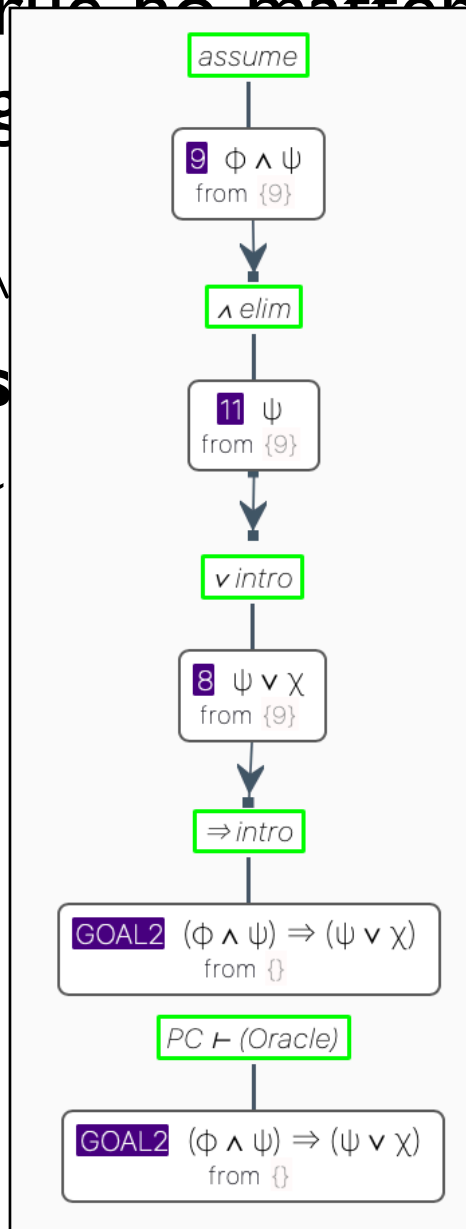 assume
9 Φ ∧ ψ
from {9}
∧ elim
11 ψ
from {9}
∨ intro
8 ψ ∨ χ
from {9}
⇒ intro
GOAL2 (Φ ∧ ψ) ⇒ (ψ ∨ χ)
from {}
PC ⊢ (Oracle)
GOAL2 (Φ ∧ ψ) ⇒ (ψ ∨ χ)
from {}